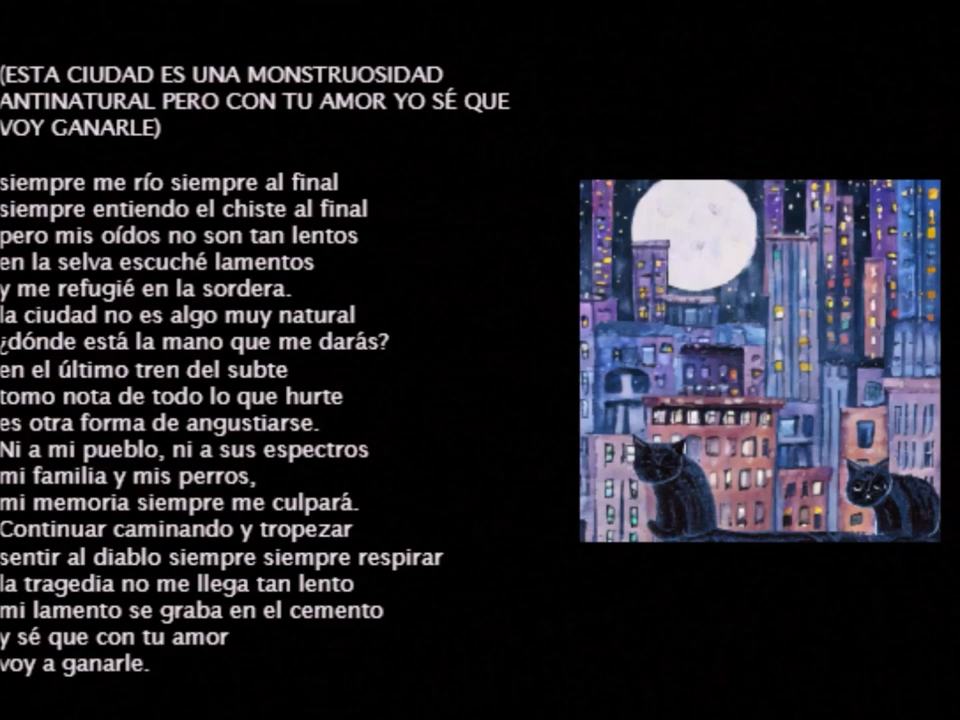 (ESTA CIUDAD ES UNA MONSTRUOSIDAD
ANTINATURAL PERO CON TU AMOR YO SÉ QUE
VOY GANARLE)
siempre me río siempre al final
siempre entiendo el chiste al final
pero mis oídos no son tan lentos
en la selva escuché lamentos
y me refugié en la sordera.
la ciudad no es algo muy natural
¿dónde está la mano que me darás?
en el último tren del subte
tomo nota de todo lo que hurte
es otra forma de angustiarse.
Ni a mi pueblo, ni a sus espectros
mi familia y mis perros,
mi memoria siempre me culpará.
Continuar caminando y tropezar
sentir al diablo siempre siempre respirar
la tragedia no me llega tan lento
mi lamento se graba en el cemento
y sé que con tu amor
voy a ganarle.